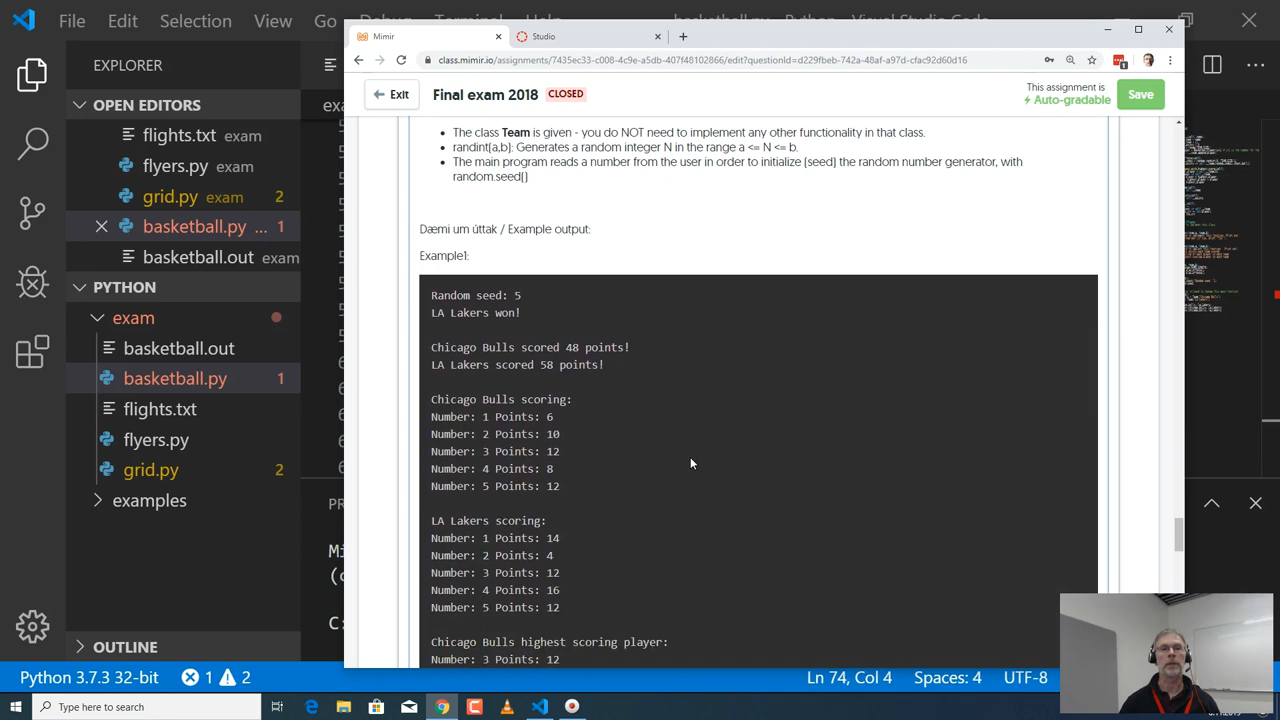 File Edit Selection View Go
EXPLORER
OPEN EDITORS
flights.txt exam
flyers.py exam
grid.py exam 2
basketball.py ... 1
basketball.out exam
PYTHON
exam
basketball.out
basketball.py 1
flights.txt
flyers.py
grid.py 2
examples
OUTLINE
Mimir
Studio
class.mimir.io/assignments/7435ec33-c008-4c9e-a5db-407f48102866/edit?questionId=d229fbeb-742a-48af-a97d-cfac92d60d16
Exit
Final exam 2018 CLOSED
This assignment is
Auto-gradable
Save
The class Team is given - you do NOT need to implement any other functionality in that class.
randint(a,b): Generates a random integer N in the range a <= N <= b.
The main program reads a number from the user in order to initialize (seed) the random number generator, with
random.seed()
Dæmi um úttak / Example output:
Example1:
Random seed: 5
LA Lakers won!
Chicago Bulls scored 48 points!
LA Lakers scored 58 points!
Chicago Bulls scoring:
Number: 1 Points: 6
Number: 2 Points: 10
Number: 3 Points: 12
Number: 4 Points: 8
Number: 5 Points: 12
LA Lakers scoring:
Number: 1 Points: 14
Number: 2 Points: 4
Number: 3 Points: 12
Number: 4 Points: 16
Number: 5 Points: 12
Chicago Bulls highest scoring player:
Number: 3 Points: 12
Python 3.7.3 32-bit 1 2
Ln 74, Col 4 Spaces: 4 UTF-8
Type here to search